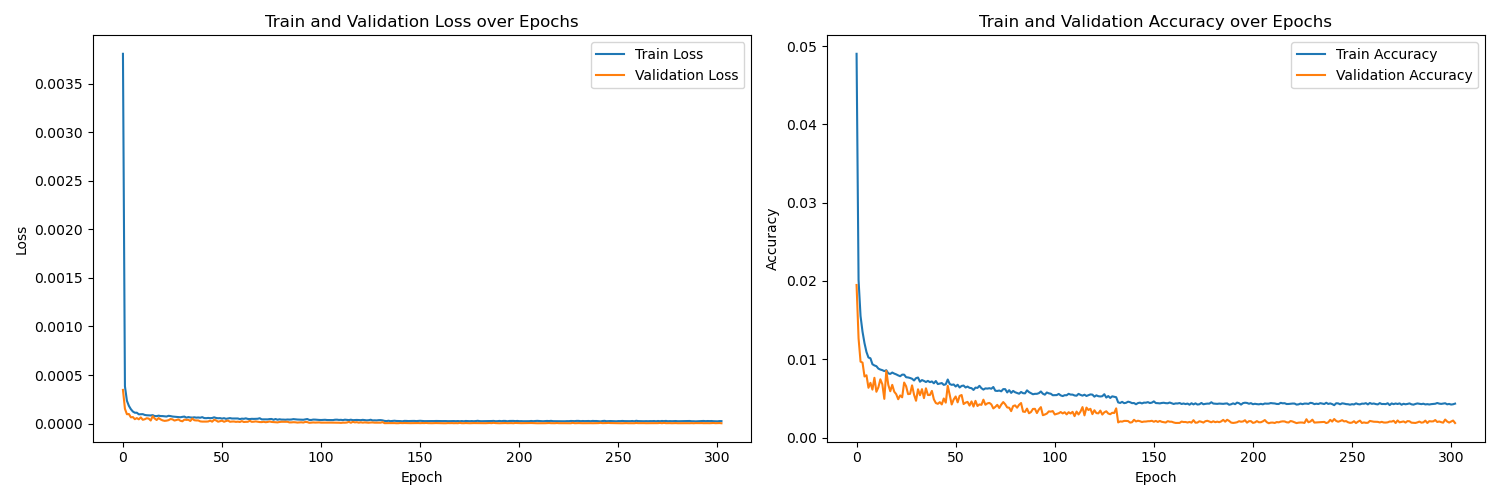 Train and Validation Loss over Epochs
Train Loss
Validation Loss
0.0035
0.0030
0.0025
0.0020
0.0015
0.0010
0.0005
0.0000
Loss
0 50 100 150 200 250 300
Epoch
Train and Validation Accuracy over Epochs
Train Accuracy
Validation Accuracy
0.05
0.04
0.03
0.02
0.01
0.00
Accuracy
0 50 100 150 200 250 300
Epoch